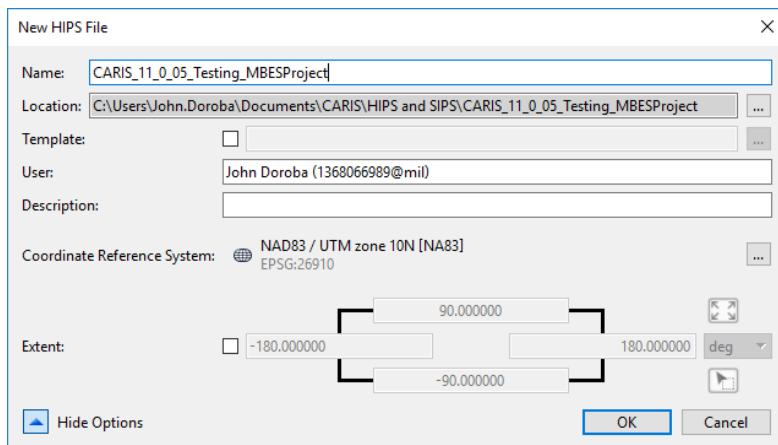 New HIPS File
Name: CARIS_11_0_05_Testing_MBESProject
Location: C:\Users\John.Doroba\Documents\CARIS\HIPS and SIPS\CARIS_11_0_05_Testing_MBESProject ...
Template: ...
User: John Doroba (1368066989@mil)
Description:
Coordinate Reference System: NAD83 / UTM zone 10N [NA83] ...
EPSG:26910
90.000000
Extent: -180.000000 180.000000 deg
-90.000000
Hide Options OK Cancel